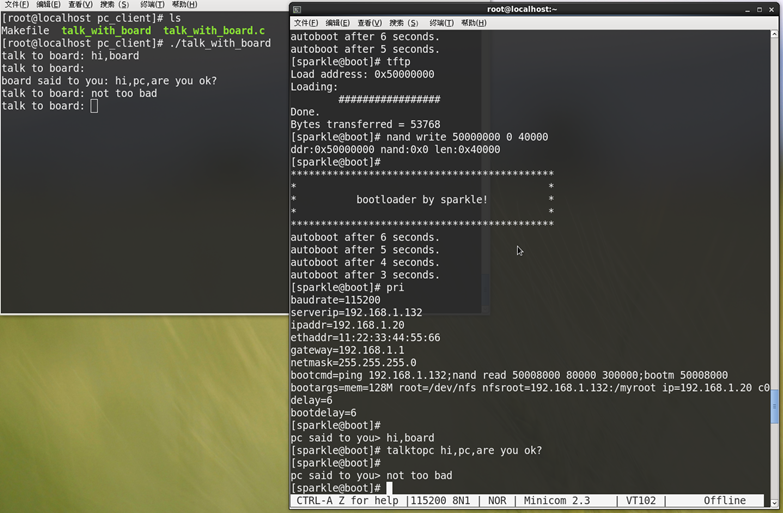 文件(F) 编辑(E) 查看(V) 搜索 (S) 终端(T) 帮助(H)
[root@localhost pc_client]# ls
Makefile talk_with_board talk_with_board.c
[root@localhost pc_client]# ./talk_with_board
talk to board: hi,board
talk to board:
board said to you: hi,pc,are you ok?
talk to board: not too bad
talk to board:
root@localhost:~
文件(F) 编辑(E) 查看(V) 搜索 (S) 终端(T) 帮助(H)
autoboot after 6 seconds.
autoboot after 5 seconds.
[sparkle@boot]# tftp
Load address: 0x50000000
Loading:
#################
Done.
Bytes transferred = 53768
[sparkle@boot]# nand write 50000000 0 40000
ddr:0x50000000 nand:0x0 len:0x40000
[sparkle@boot]#
********************************************
* *
* bootloader by sparkle! *
* *
********************************************
autoboot after 6 seconds.
autoboot after 5 seconds.
autoboot after 4 seconds.
autoboot after 3 seconds.
[sparkle@boot]# pri
baudrate=115200
serverip=192.168.1.132
ipaddr=192.168.1.20
ethaddr=11:22:33:44:55:66
gateway=192.168.1.1
netmask=255.255.255.0
bootcmd=ping 192.168.1.132;nand read 50008000 80000 300000;bootm 50008000
bootargs=mem=128M root=/dev/nfs nfsroot=192.168.1.132:/myroot ip=192.168.1.20 c0
delay=6
bootdelay=6
[sparkle@boot]#
pc said to you> hi,board
[sparkle@boot]# talktopc hi,pc,are you ok?
[sparkle@boot]#
pc said to you> not too bad
[sparkle@boot]#
CTRL-A Z for help |115200 8N1 | NOR | Minicom 2.3 | VT102 | Offline